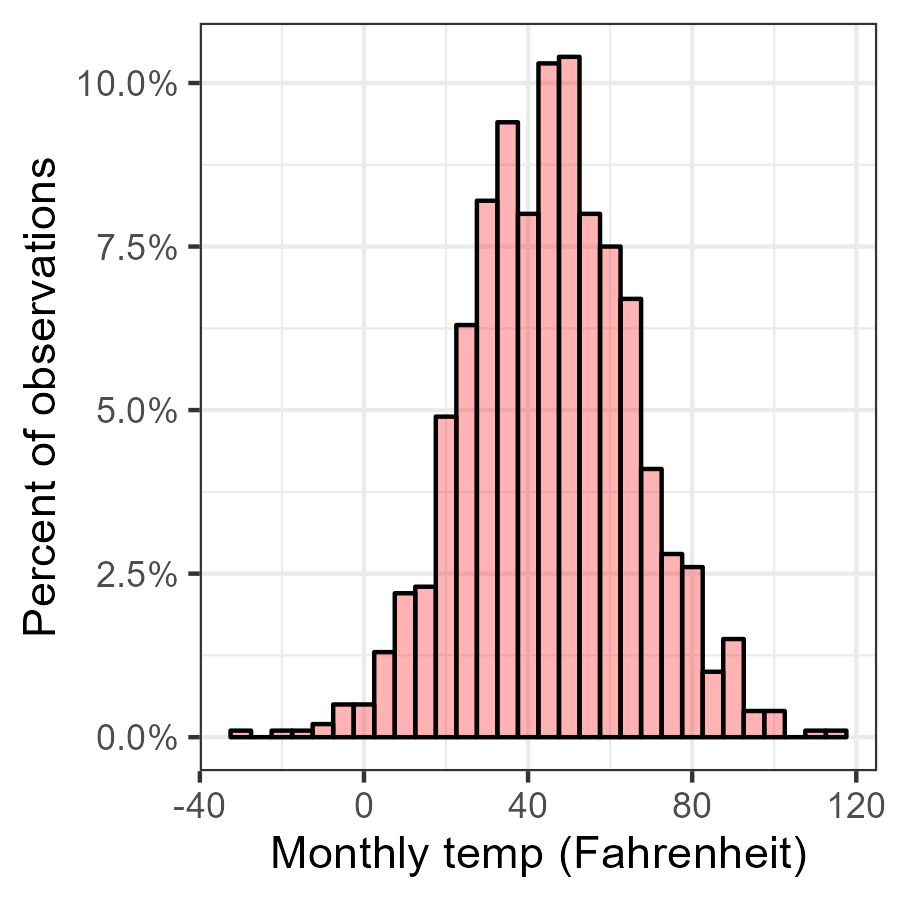 Percent of observations
10.0%
7.5%
5.0%
2.5%
0.0%
-40 0 40 80 120
Monthly temp (Fahrenheit)